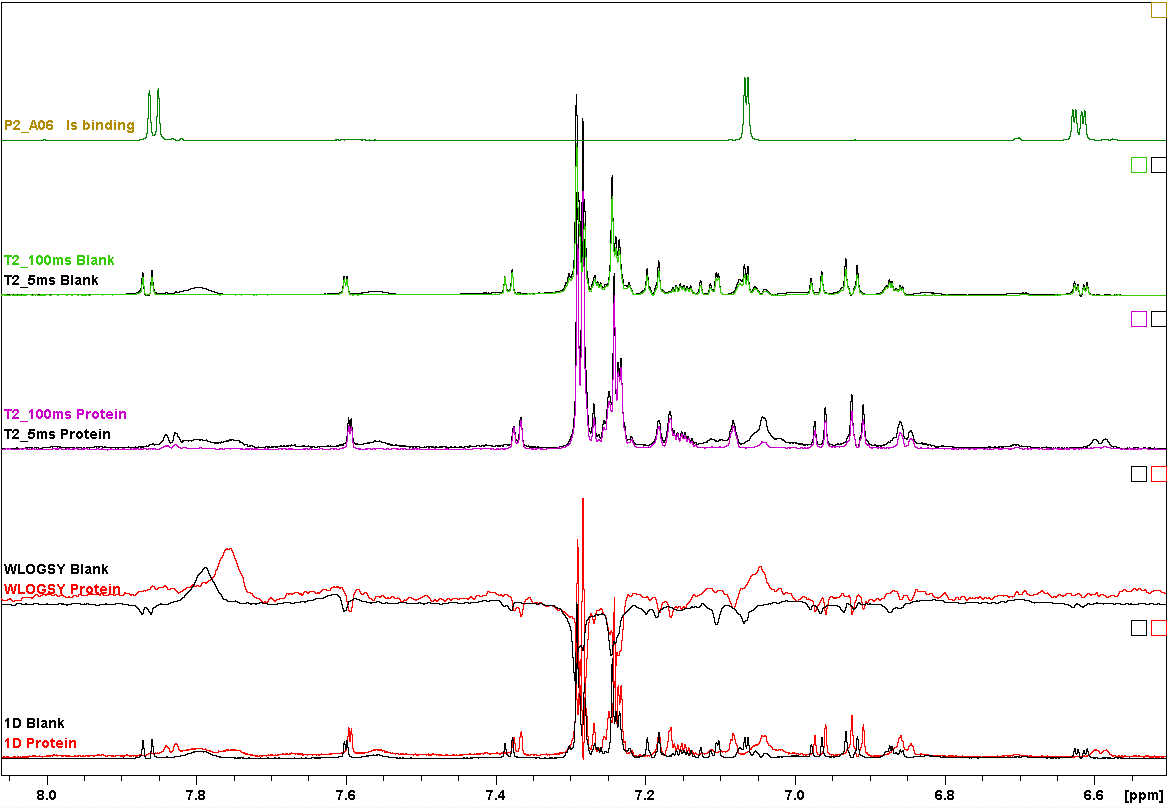 P2_A06 Is binding
T2_100ms Blank
T2_5ms Blank
T2_100ms Protein
T2_5ms Protein
WLOGSY Blank
WLOGSY Protein
1D Blank
1D Protein
8.0 7.8 7.6 7.4 7.2 7.0 6.8 6.6 [ppm]